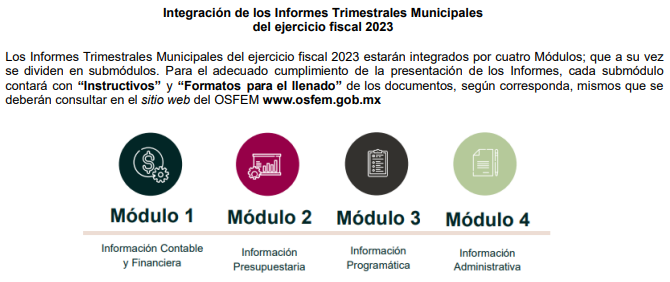 Integración de los Informes Trimestrales Municipales
del ejercicio fiscal 2023
Los Informes Trimestrales Municipales del ejercicio fiscal 2023 estarán integrados por cuatro Módulos; que a su vez
se dividen en submódulos. Para el adecuado cumplimiento de la presentación de los Informes, cada submódulo
contará con “Instructivos” y “Formatos para el llenado” de los documentos, según corresponda, mismos que se
deberán consultar en el sitio web del OSFEM www.osfem.gob.mx
Módulo 1 Módulo 2 Módulo 3 Módulo 4
Información Contable
y Financiera
Información
Presupuestaria
Información
Programática
Información
Administrativa